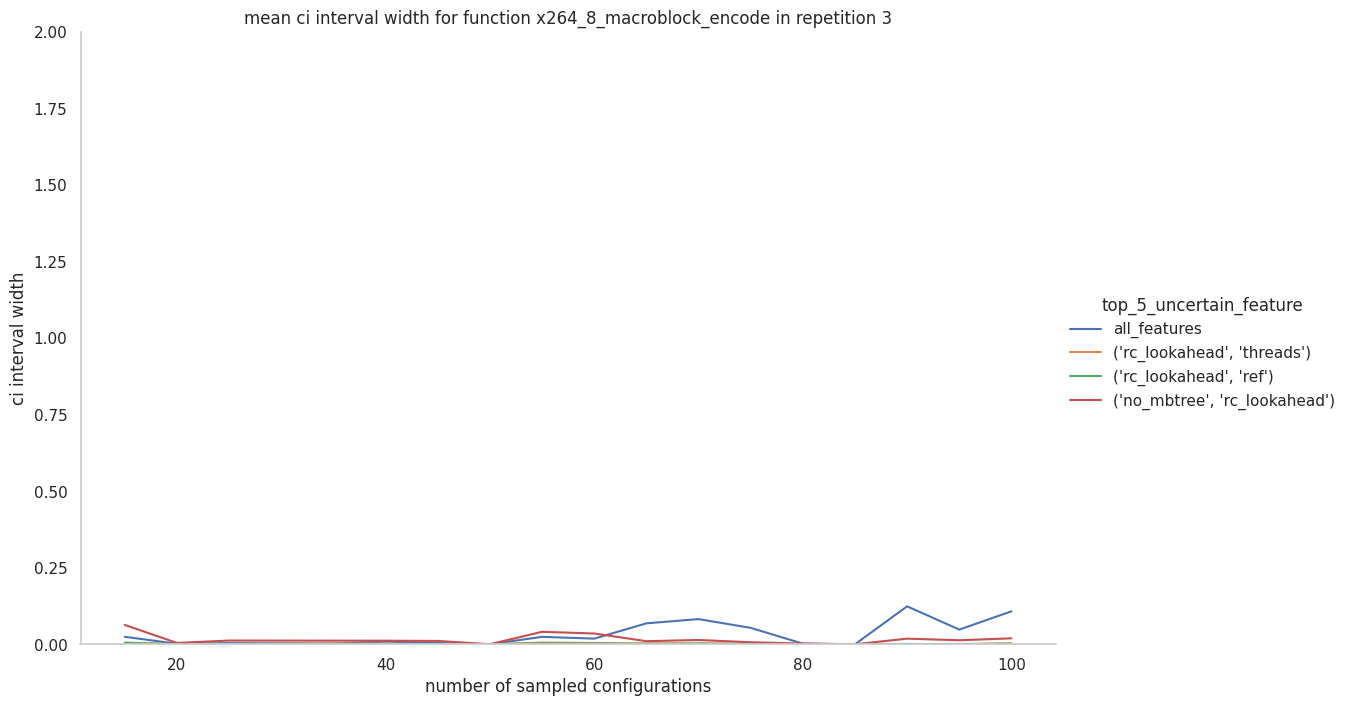 mean ci interval width for function x264_8_macroblock_encode in repetition 3
2.00
1.75
1.50
1.25
1.00
0.75
0.50
0.25
0.00
ci interval width
20
40
60
80
100
number of sampled configurations
top_5_uncertain_feature
all_features
('rc_lookahead', 'threads')
('rc_lookahead', 'ref')
('no_mbtree', 'rc_lookahead')